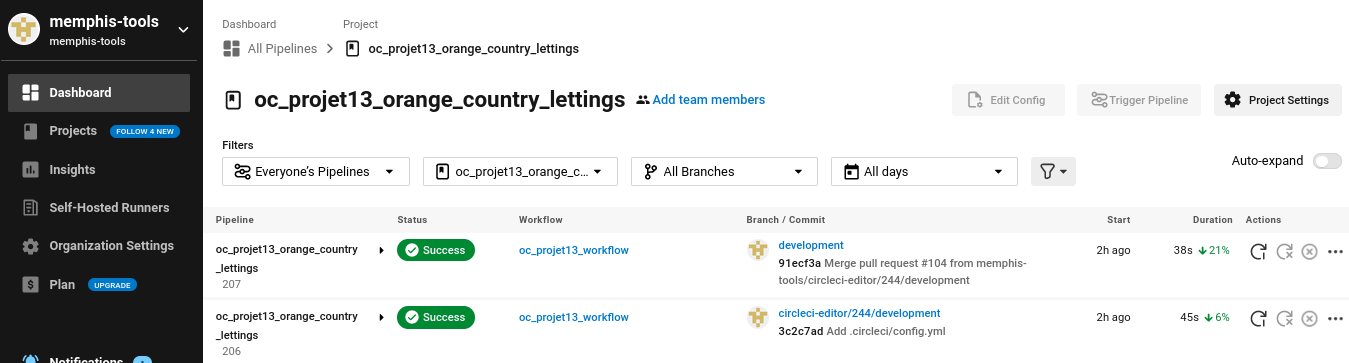 memphis-tools
memphis-tools
Dashboard
Projects FOLLOW 4 NEW
Insights
Self-Hosted Runners
Organization Settings
Plan UPGRADE
Notifications
Dashboard Project
All Pipelines oc_projet13_orange_country_lettings
oc_projet13_orange_country_lettings Add team members Edit Config Trigger Pipeline Project Settings
Filters
Everyone's Pipelines oc_projet13_orange_c... All Branches All days Auto-expand
Pipeline Status Workflow Branch / Commit Start Duration Actions
oc_projet13_orange_country
_lettings
207
Success oc_projet13_workflow
development
91ecf3a Merge pull request #104 from memphis-
tools/circleci-editor/244/development
2h ago 38s 21%
oc_projet13_orange_country
_lettings
206
Success oc_projet13_workflow
circleci-editor/244/development
3c2c7ad Add .circleci/config.yml
2h ago 45s 6%